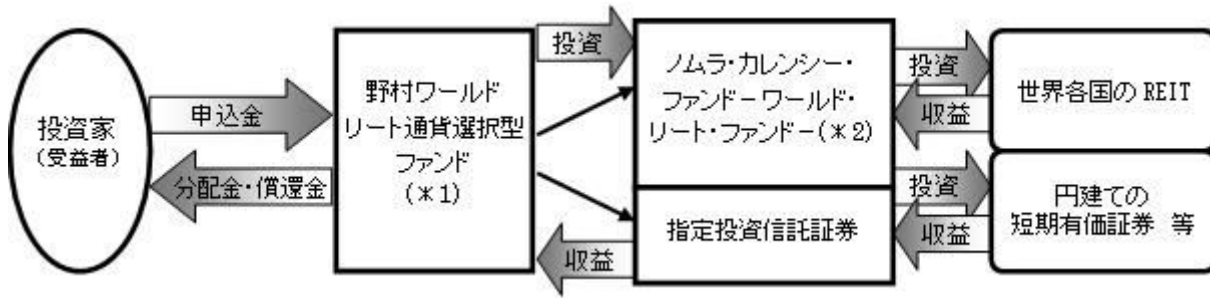 投資家
（受益者）
申込金
分配金・償還金
野村ワールド
リート通貨選択型
ファンド
(＊1)
投資
収益
ノムラ・カレンシー・
ファンド－ワールド・
リート・ファンド－(＊2)
指定投資信託証券
投資
収益
投資
収益
世界各国のREIT
円建ての
短期有価証券 等